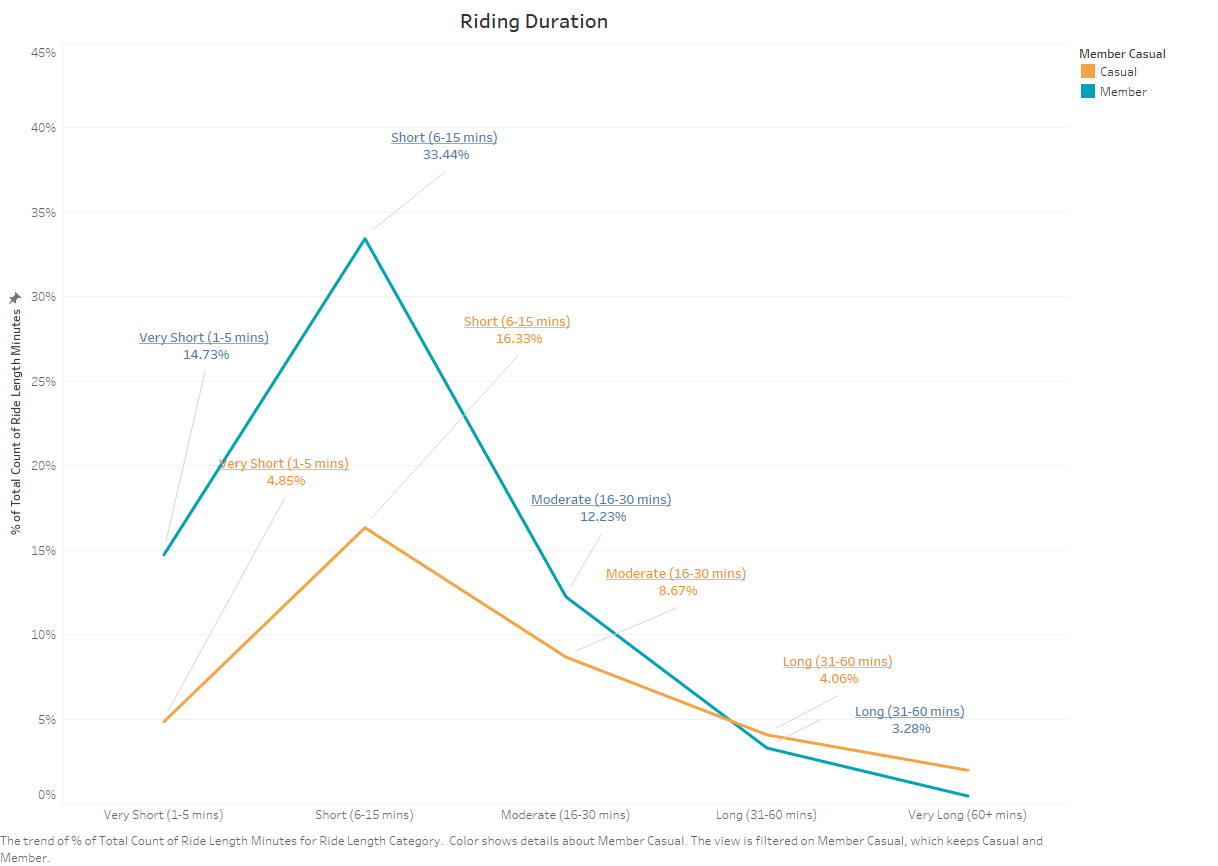 Riding Duration
Member Casual
Casual
Member
45%
40%
35%
30%
25%
20%
15%
10%
5%
0%
% of Total Count of Ride Length Minutes
Short (6-15 mins)
33.44%
Short (6-15 mins)
16.33%
Very Short (1-5 mins)
14.73%
Very Short (1-5 mins)
4.85%
Moderate (16-30 mins)
12.23%
Moderate (16-30 mins)
8.67%
Long (31-60 mins)
4.06%
Long (31-60 mins)
3.28%
Very Short (1-5 mins)
Short (6-15 mins)
Moderate (16-30 mins)
Long (31-60 mins)
Very Long (60+ mins)
The trend of % of Total Count of Ride Length Minutes for Ride Length Category.  Color shows details about Member Casual. The view is filtered on Member Casual, which keeps Casual and
Member.